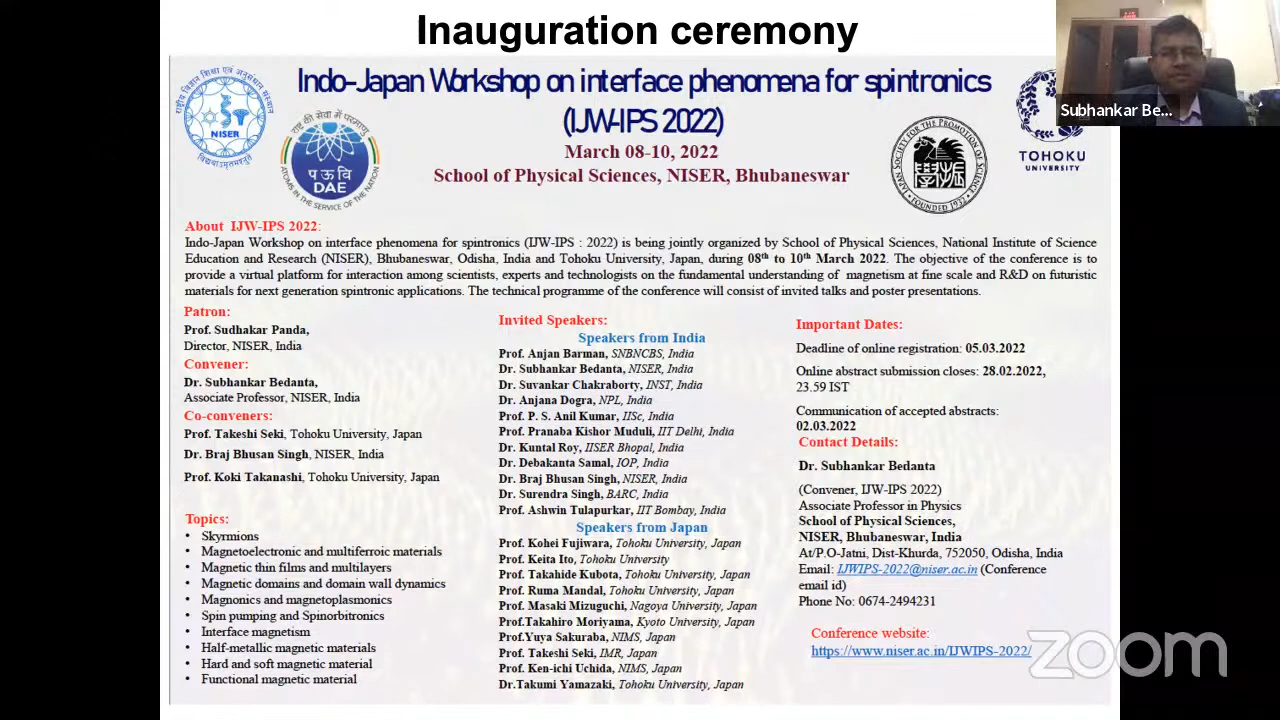 Inauguration ceremony
Indo-Japan Workshop on interface phenomena for spintronics
(IJW-IPS 2022)
March 08-10, 2022
School of Physical Sciences, NISER, Bhubaneswar
NISER
राष्ट्रीय विज्ञान शिक्षा एवं अनुसंधान संस्थान
राष्ट्र की सेवा में परमाणु
पऊवि
DAE
ATOMS IN THE SERVICE OF THE NATION
JAPAN SOCIETY FOR THE PROMOTION OF SCIENCE
FOUNDED 1932
TOHOKU
UNIVERSITY
Subhankar Be...
About IJW-IPS 2022:
Indo-Japan Workshop on interface phenomena for spintronics (IJW-IPS : 2022) is being jointly organized by School of Physical Sciences, National Institute of Science
Education and Research (NISER), Bhubaneswar, Odisha, India and Tohoku University, Japan, during 08th to 10th March 2022. The objective of the conference is to
provide a virtual platform for interaction among scientists, experts and technologists on the fundamental understanding of magnetism at fine scale and R&D on futuristic
materials for next generation spintronic applications. The technical programme of the conference will consist of invited talks and poster presentations.
Patron:
Prof. Sudhakar Panda,
Director, NISER, India
Convener:
Dr. Subhankar Bedanta,
Associate Professor, NISER, India
Co-conveners:
Prof. Takeshi Seki, Tohoku University, Japan
Dr. Braj Bhusan Singh, NISER, India
Prof. Koki Takanashi, Tohoku University, Japan
Topics:
• Skyrmions
• Magnetoelectronic and multiferroic materials
• Magnetic thin films and multilayers
• Magnetic domains and domain wall dynamics
• Magnonics and magnetoplasmonics
• Spin pumping and Spinorbitronics
• Interface magnetism
• Half-metallic magnetic materials
• Hard and soft magnetic material
• Functional magnetic material
Invited Speakers:
Speakers from India
Prof. Anjan Barman, SNBNCBS, India
Dr. Subhankar Bedanta, NISER, India
Dr. Suvankar Chakraborty, INST, India
Dr. Anjana Dogra, NPL, India
Prof. P. S. Anil Kumar, IISc, India
Prof. Pranaba Kishor Muduli, IIT Delhi, India
Dr. Kuntal Roy, IISER Bhopal, India
Dr. Debakanta Samal, IOP, India
Dr. Braj Bhusan Singh, NISER, India
Dr. Surendra Singh, BARC, India
Prof. Ashwin Tulapurkar, IIT Bombay, India
Speakers from Japan
Prof. Kohei Fujiwara, Tohoku University, Japan
Prof. Keita Ito, Tohoku University
Prof. Takahide Kubota, Tohoku University, Japan
Prof. Ruma Mandal, Tohoku University, Japan
Prof. Masaki Mizuguchi, Nagoya University, Japan
Prof.Takahiro Moriyama, Kyoto University, Japan
Prof.Yuya Sakuraba, NIMS, Japan
Prof. Takeshi Seki, IMR, Japan
Prof. Ken-ichi Uchida, NIMS, Japan
Dr.Takumi Yamazaki, Tohoku University, Japan
Important Dates:
Deadline of online registration: 05.03.2022
Online abstract submission closes: 28.02.2022,
23.59 IST
Communication of accepted abstracts:
02.03.2022
Contact Details:
Dr. Subhankar Bedanta
(Convener, IJW-IPS 2022)
Associate Professor in Physics
School of Physical Sciences,
NISER, Bhubaneswar, India
At/P.O-Jatni, Dist-Khurda, 752050, Odisha, India
Email: IJWIPS-2022@niser.ac.in (Conference
email id)
Phone No: 0674-2494231
Conference website:
https://www.niser.ac.in/IJWIPS-2022/
zoom